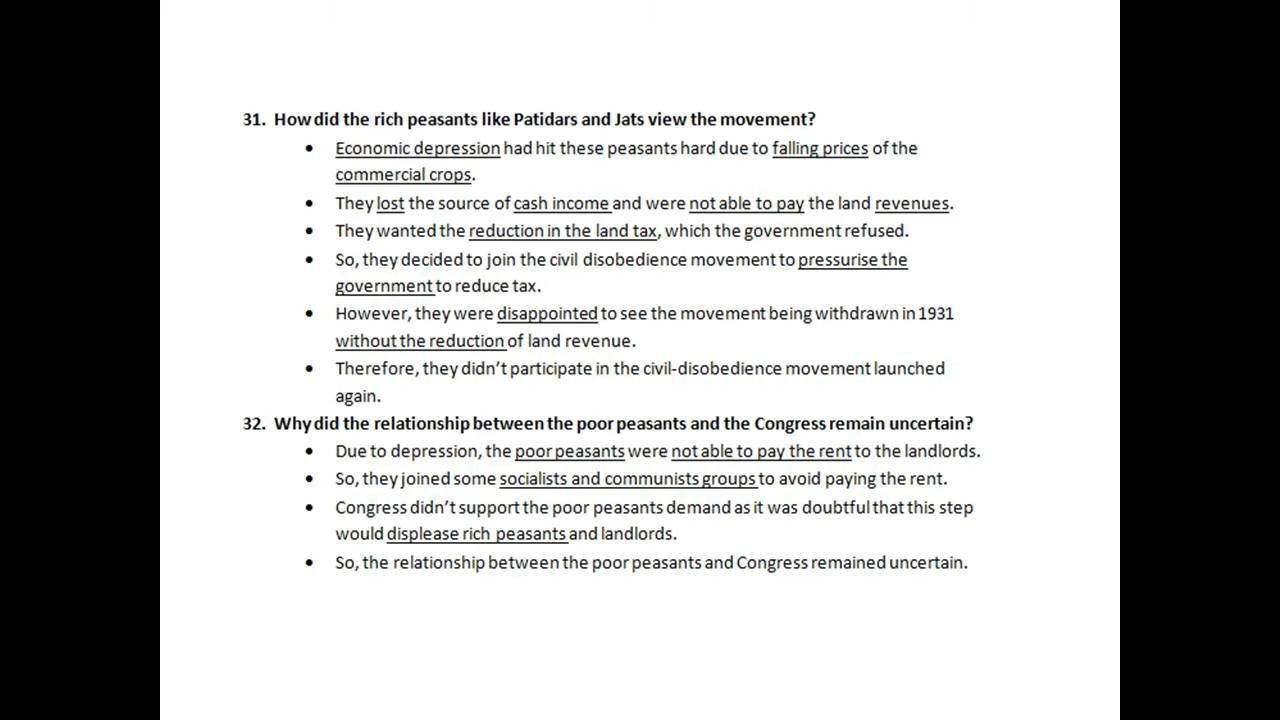 31. How did the rich peasants like Patidars and Jats view the movement?
• Economic depression had hit these peasants hard due to falling prices of the
commercial crops.
• They lost the source of cash income and were not able to pay the land revenues.
• They wanted the reduction in the land tax, which the government refused.
• So, they decided to join the civil disobedience movement to pressurise the
government to reduce tax.
• However, they were disappointed to see the movement being withdrawn in 1931
without the reduction of land revenue.
• Therefore, they didn’t participate in the civil-disobedience movement launched
again.
32. Why did the relationship between the poor peasants and the Congress remain uncertain?
• Due to depression, the poor peasants were not able to pay the rent to the landlords.
• So, they joined some socialists and communists groups to avoid paying the rent.
• Congress didn’t support the poor peasants demand as it was doubtful that this step
would displease rich peasants and landlords.
• So, the relationship between the poor peasants and Congress remained uncertain.